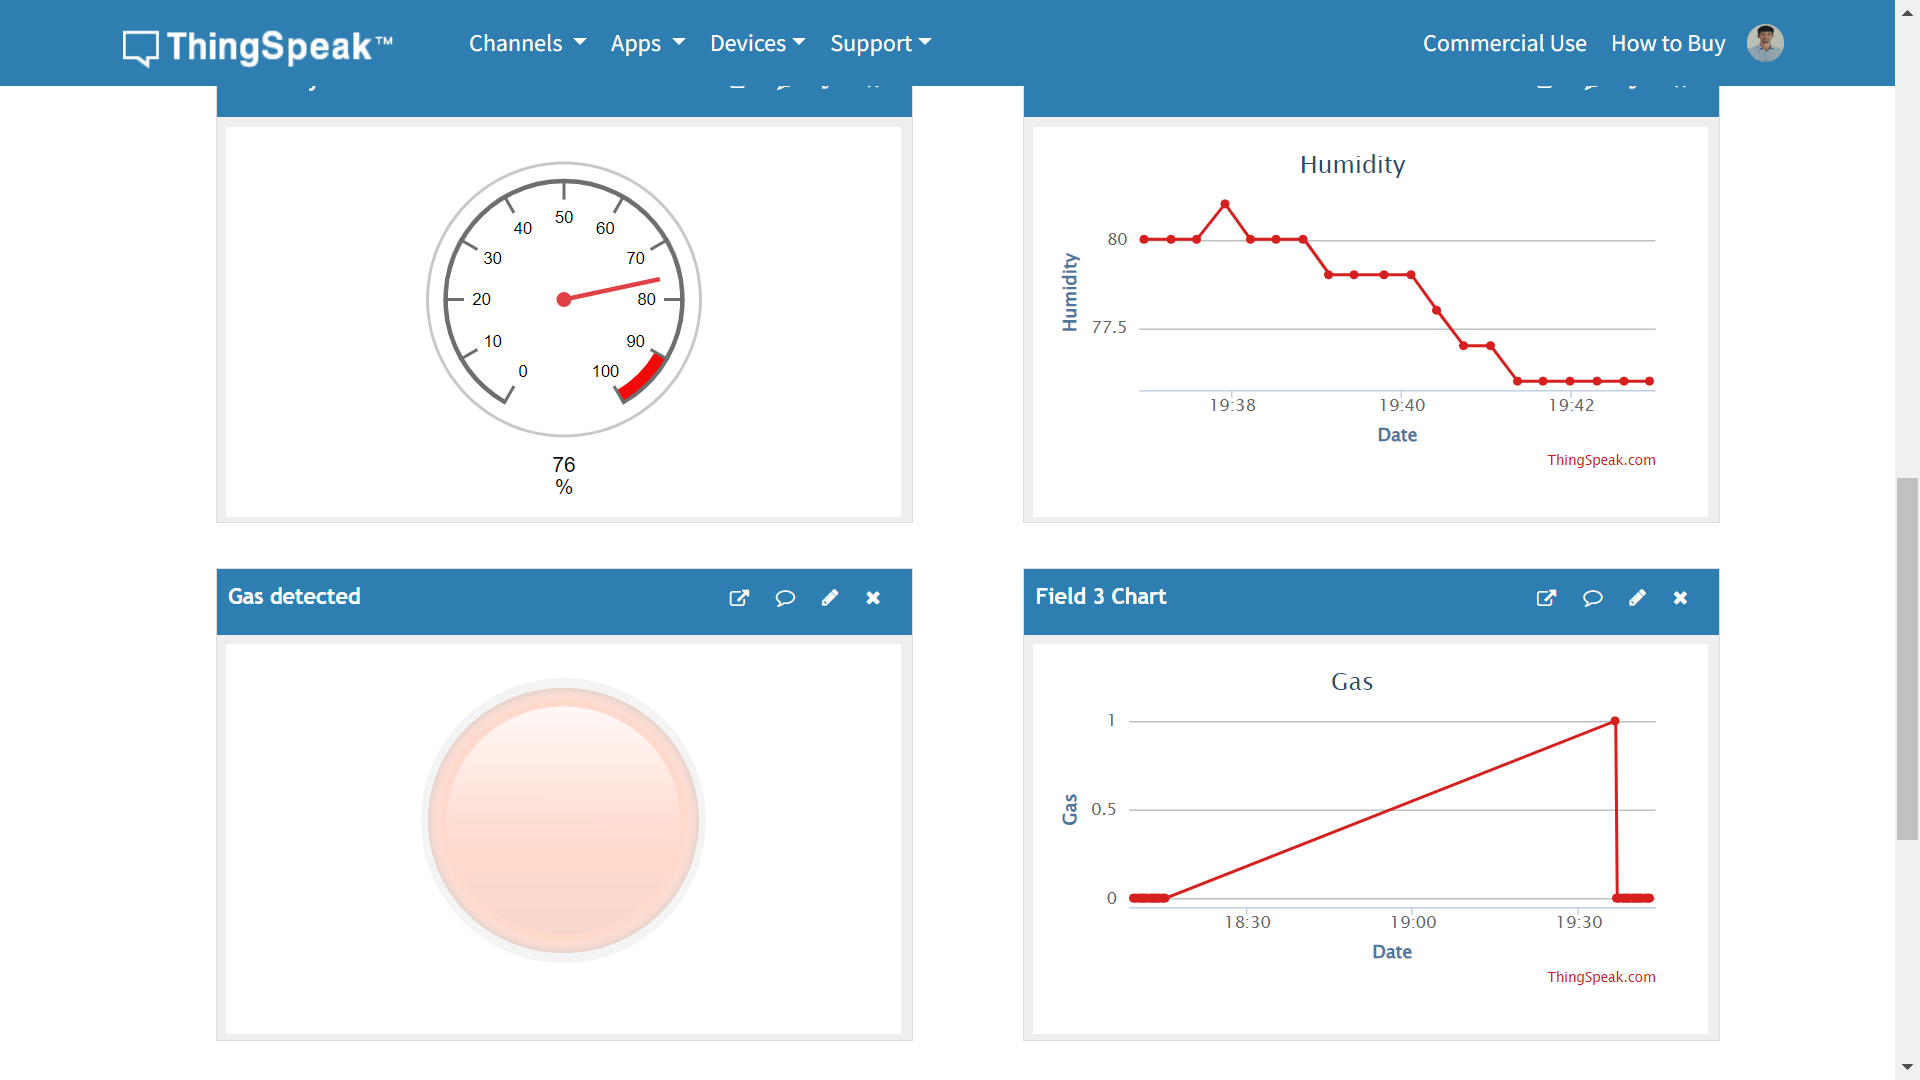 ThingSpeak™ Channels Apps Devices Support Commercial Use How to Buy
50
40 60
30 70
20 80
10 90
0 100
76
%
Humidity
Humidity
80
77.5
19:38 19:40 19:42
Date
ThingSpeak.com
Gas detected
Field 3 Chart
Gas
Gas
1
0.5
0
18:30 19:00 19:30
Date
ThingSpeak.com